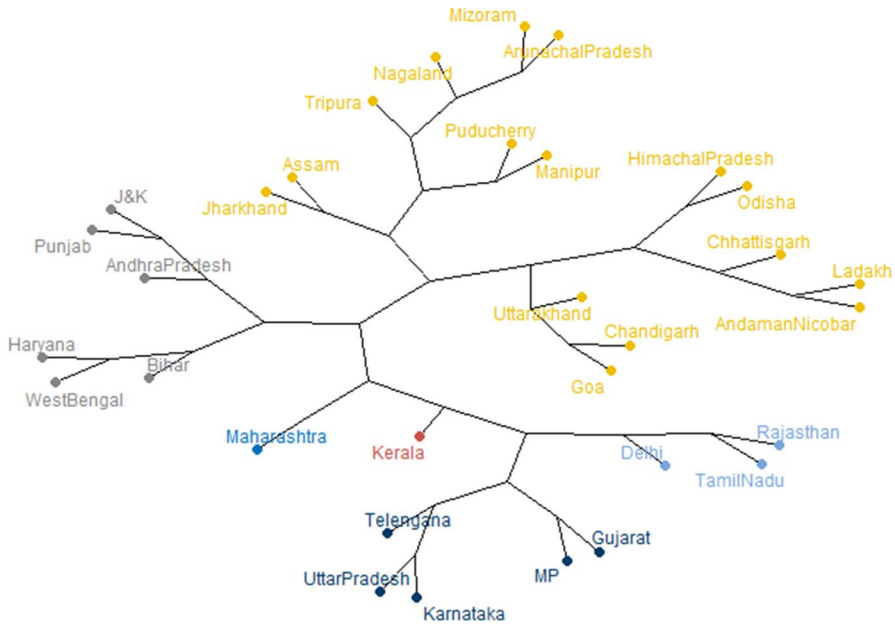 Mizoram
ArunachalPradesh
Nagaland
Tripura
Puducherry
Manipur
Assam
Jharkhand
HimachalPradesh
Odisha
J&K
Punjab
AndhraPradesh
Chhattisgarh
Ladakh
AndamanNicobar
Uttarakhand
Chandigarh
Goa
Haryana
Bihar
WestBengal
Maharashtra
Kerala
Delhi
Rajasthan
TamilNadu
Telengana
Gujarat
UttarPradesh
MP
Karnataka